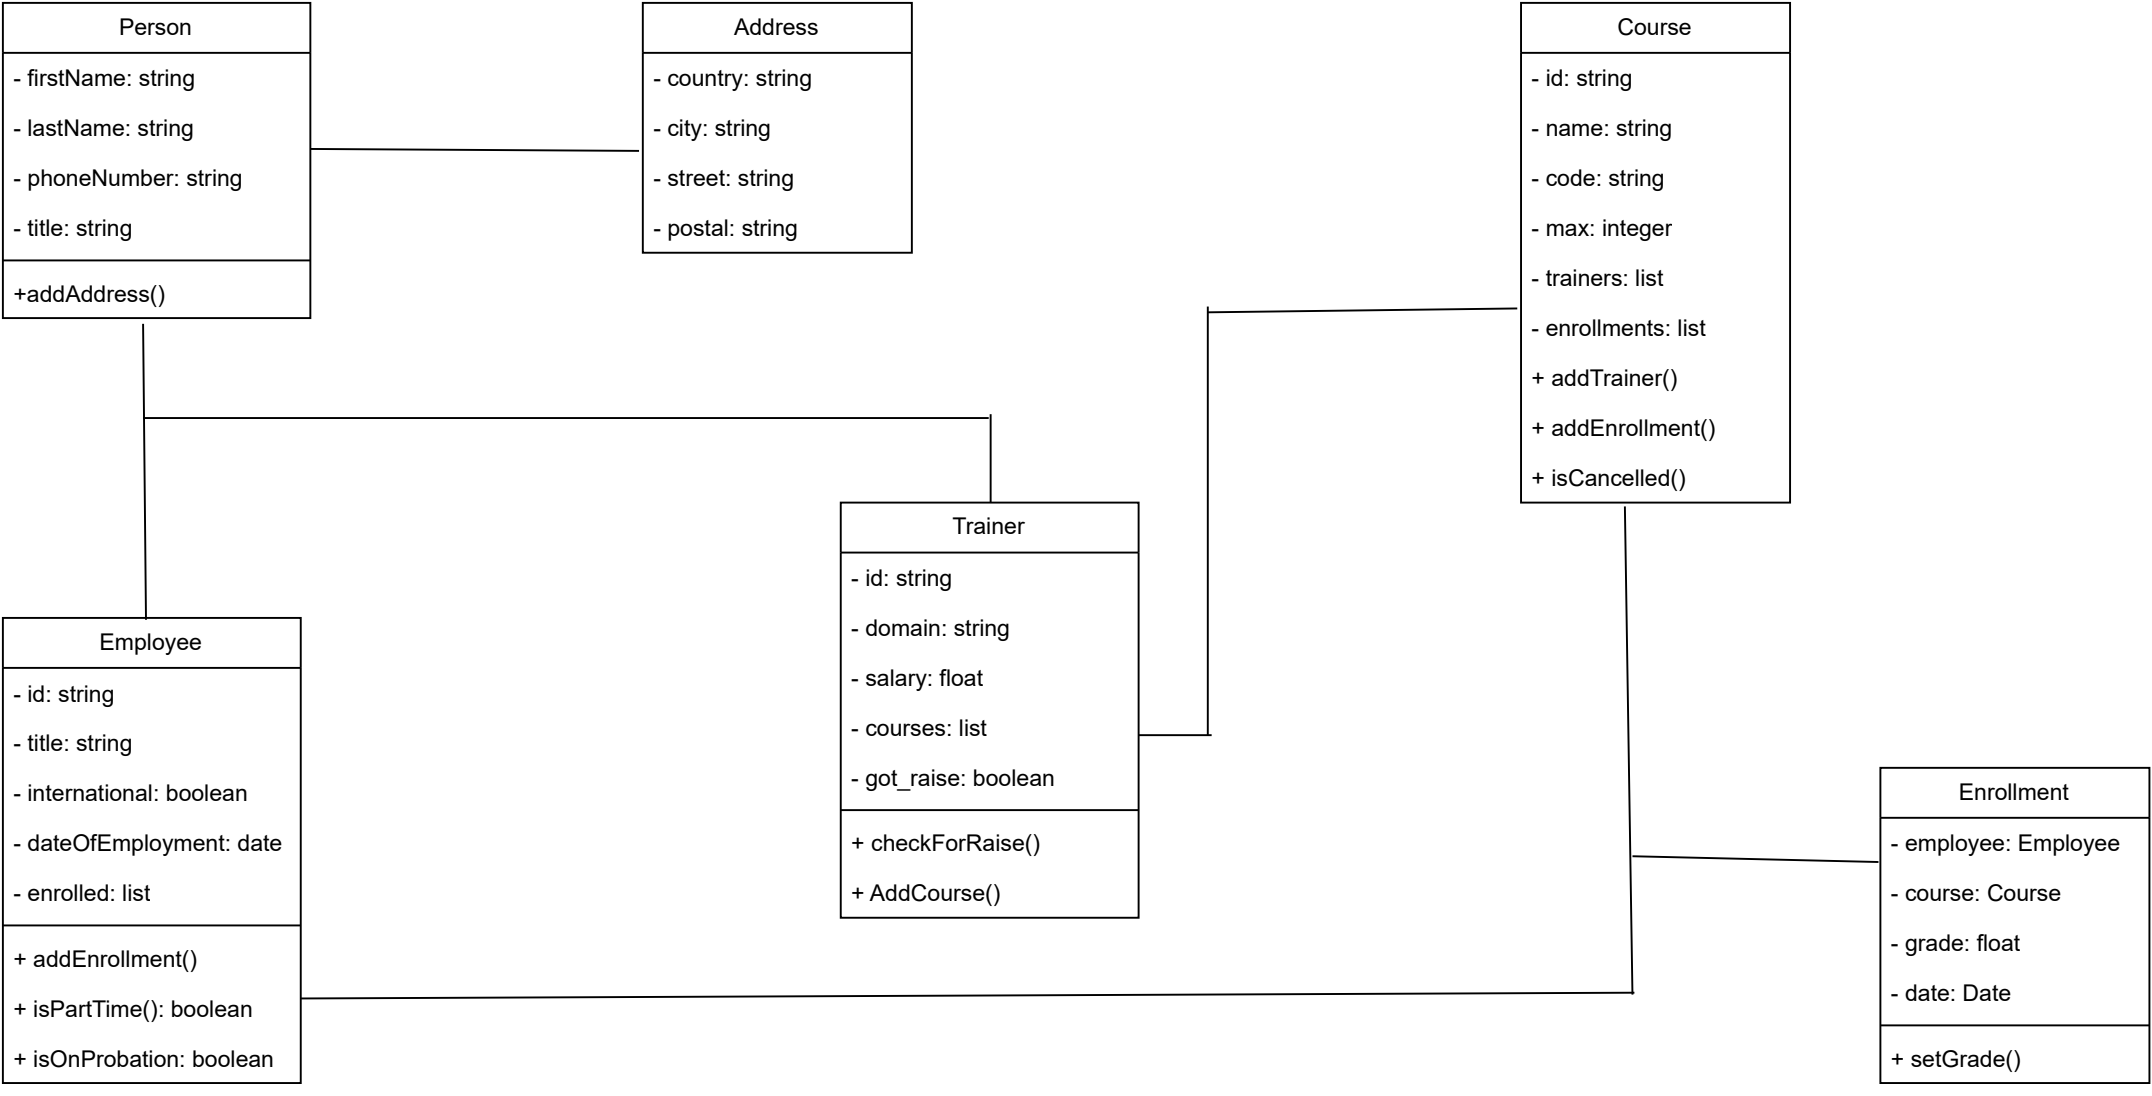 Person
- firstName: string
- lastName: string
- phoneNumber: string
- title: string
+addAddress()
Address
- country: string
- city: string
- street: string
- postal: string
Course
- id: string
- name: string
- code: string
- max: integer
- trainers: list
- enrollments: list
+ addTrainer()
+ addEnrollment()
+ isCancelled()
Trainer
- id: string
- domain: string
- salary: float
- courses: list
- got_raise: boolean
+ checkForRaise()
+ AddCourse()
Employee
- id: string
- title: string
- international: boolean
- dateOfEmployment: date
- enrolled: list
+ addEnrollment()
+ isPartTime(): boolean
+ isOnProbation: boolean
Enrollment
- employee: Employee
- course: Course
- grade: float
- date: Date
+ setGrade()